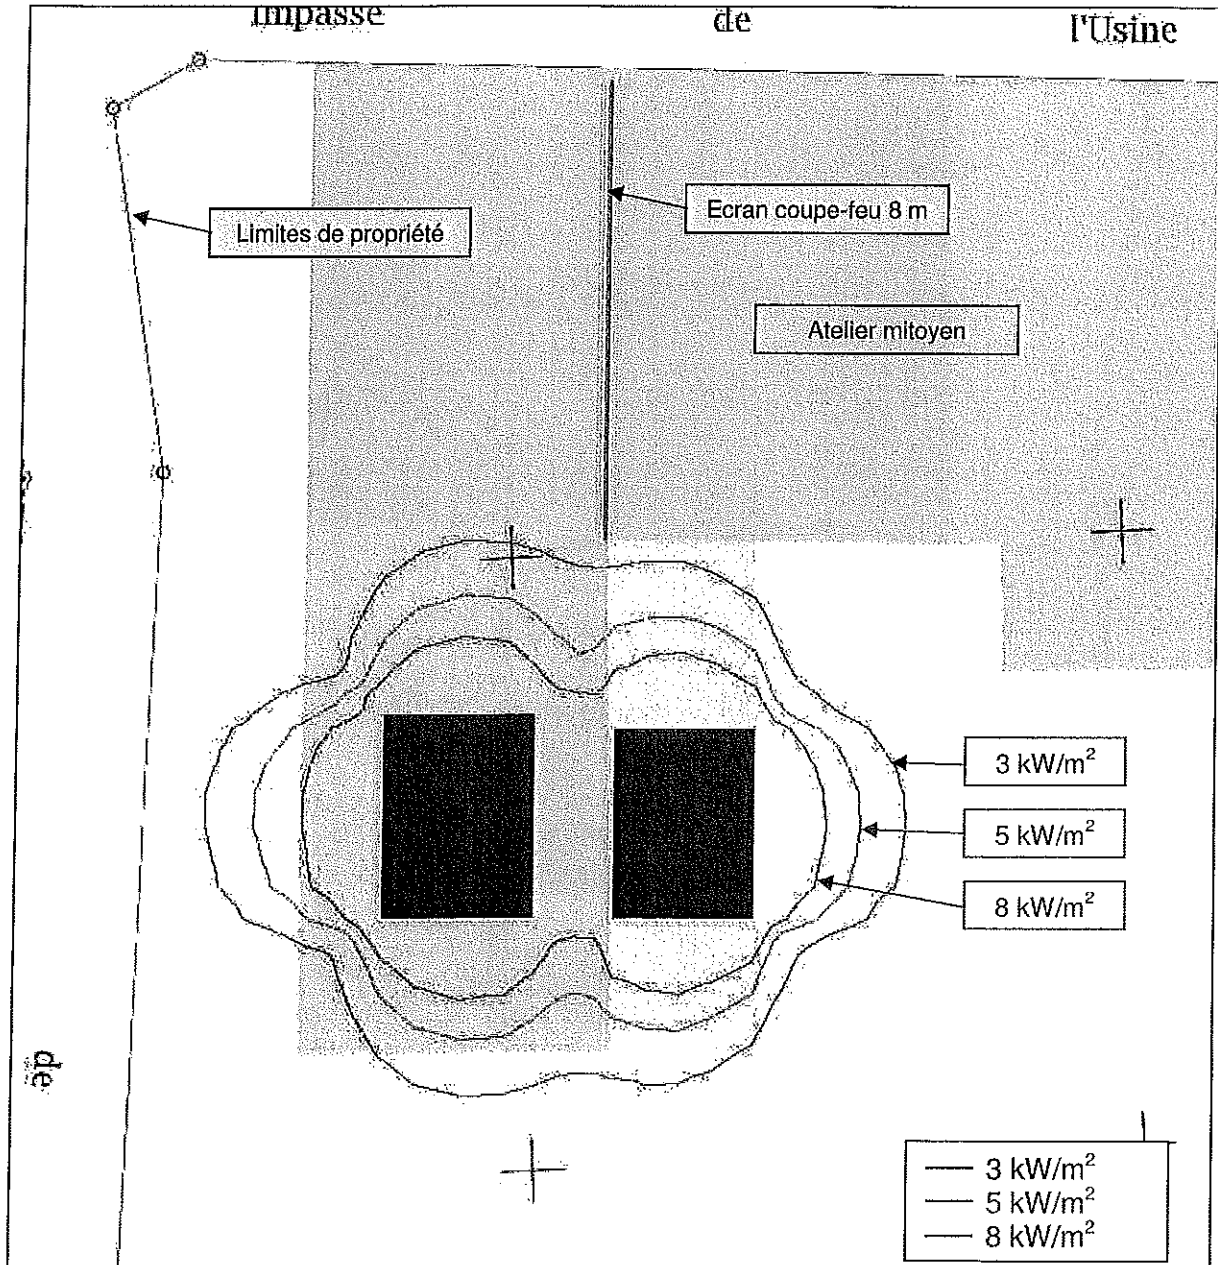 Impasse de l'Usine
Ecran coupe-feu 8 m
Limites de propriété
Atelier mitoyen
3 kW/m²
5 kW/m²
8 kW/m²
de
3 kW/m²
5 kW/m²
8 kW/m²